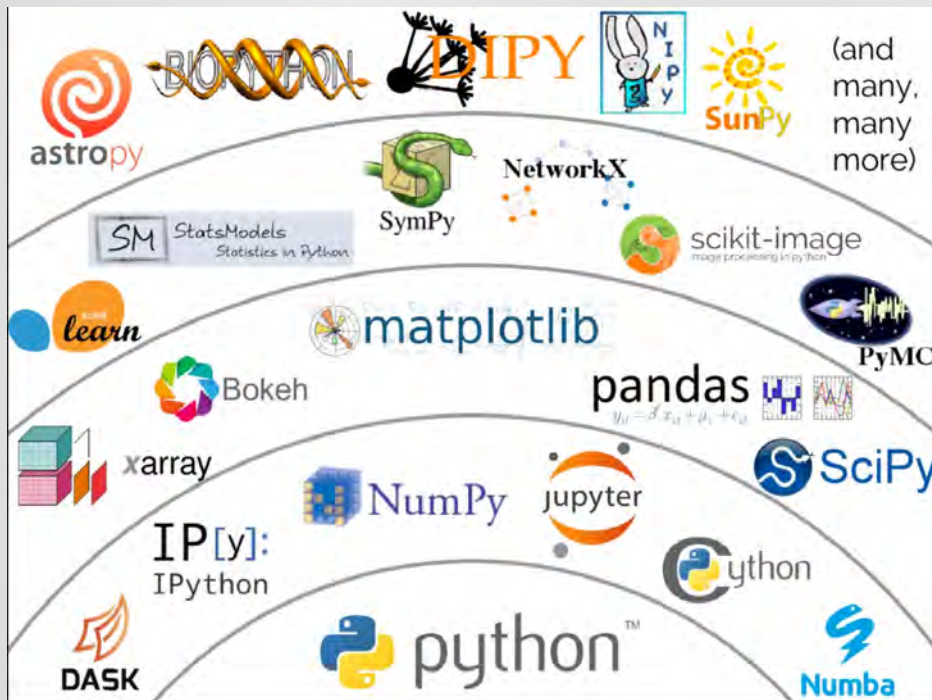 BIOPYTHON
DIPY
NIPY
(and
many,
many
more)
astropy
SunPy
SymPy
NetworkX
SM StatsModels
Statistics in Python
scikit-image
image processing in python
learn
matplotlib
PyMC
Bokeh
pandas
xarray
SciPy
NumPy
jupyter
IP[y]:
IPython
Cython
DASK
python™
Numba